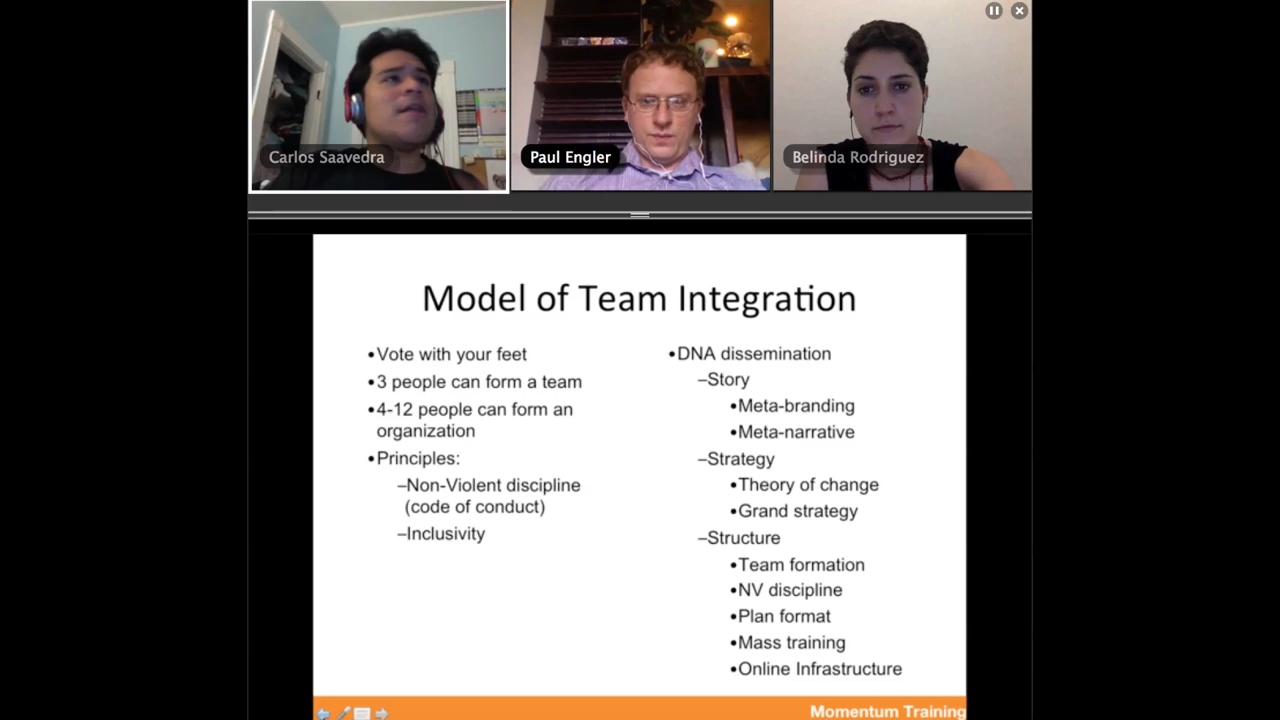 Carlos Saavedra
Paul Engler
Belinda Rodriguez
Model of Team Integration
•Vote with your feet
•3 people can form a team
•4-12 people can form an
organization
•Principles:
–Non-Violent discipline
(code of conduct)
–Inclusivity
•DNA dissemination
–Story
•Meta-branding
•Meta-narrative
–Strategy
•Theory of change
•Grand strategy
–Structure
•Team formation
•NV discipline
•Plan format
•Mass training
•Online Infrastructure
Momentum Training